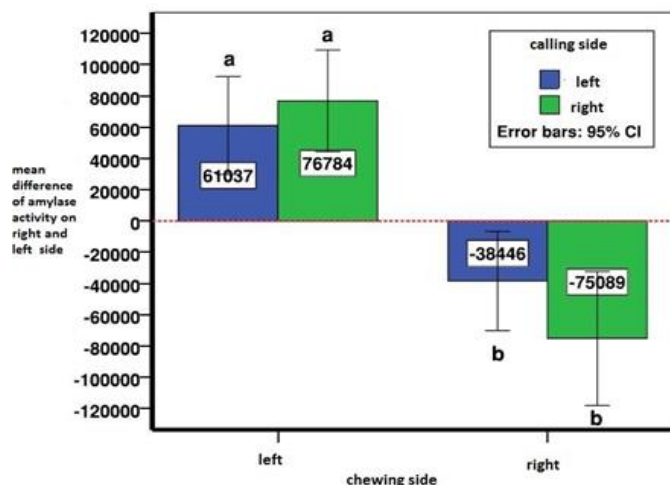 mean
difference
of amylase
activity on
right and
left side
120000
100000
80000
60000
40000
20000
0
-20000
-40000
-60000
-80000
-100000
-120000
a
a
61037
76784
-38446
-75089
b
b
calling side
left
right
Error bars: 95% CI
left
right
chewing side